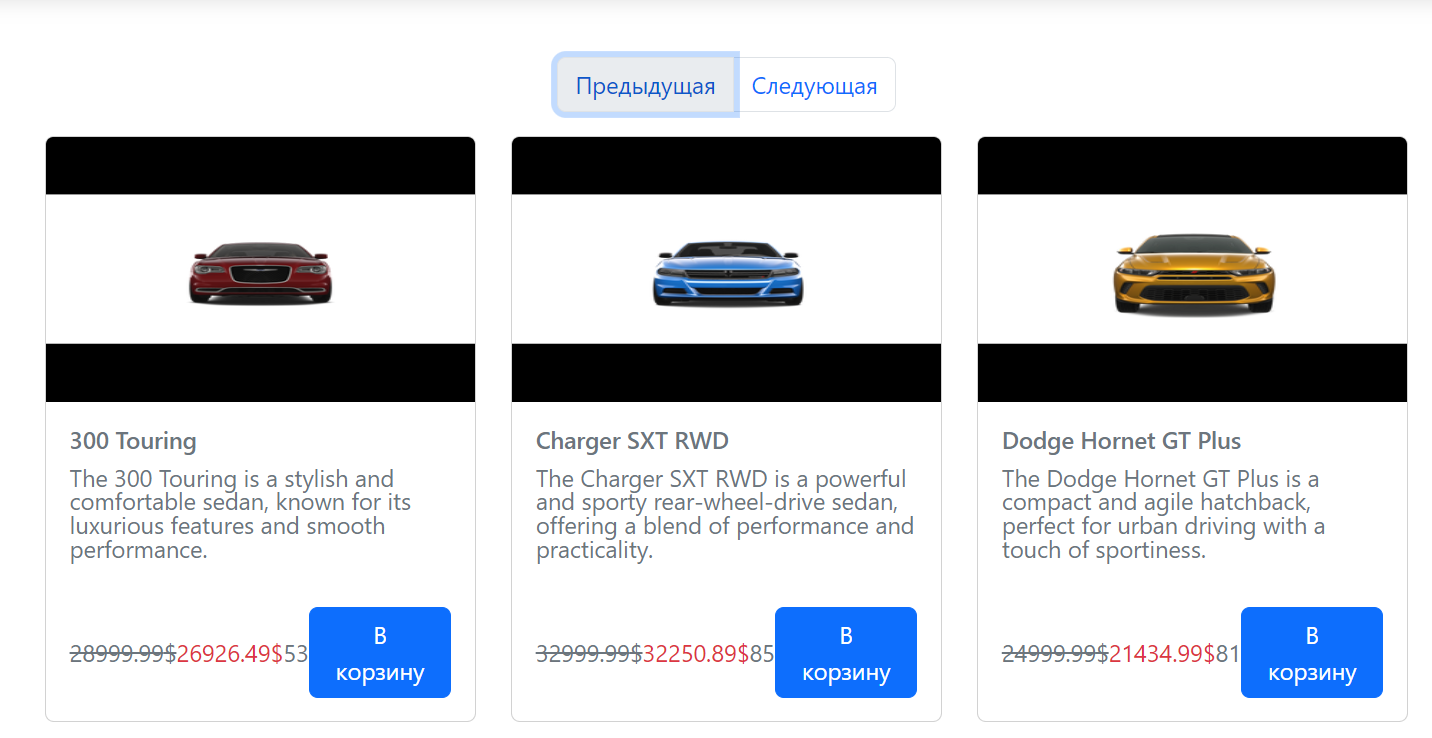 Предыдущая Следующая
300 Touring
The 300 Touring is a stylish and
comfortable sedan, known for its
luxurious features and smooth
performance.
28999.99$26926.49$53
В
корзину
Charger SXT RWD
The Charger SXT RWD is a powerful
and sporty rear-wheel-drive sedan,
offering a blend of performance and
practicality.
32999.99$32250.89$85
В
корзину
Dodge Hornet GT Plus
The Dodge Hornet GT Plus is a
compact and agile hatchback,
perfect for urban driving with a
touch of sportiness.
24999.99$21434.99$81
В
корзину